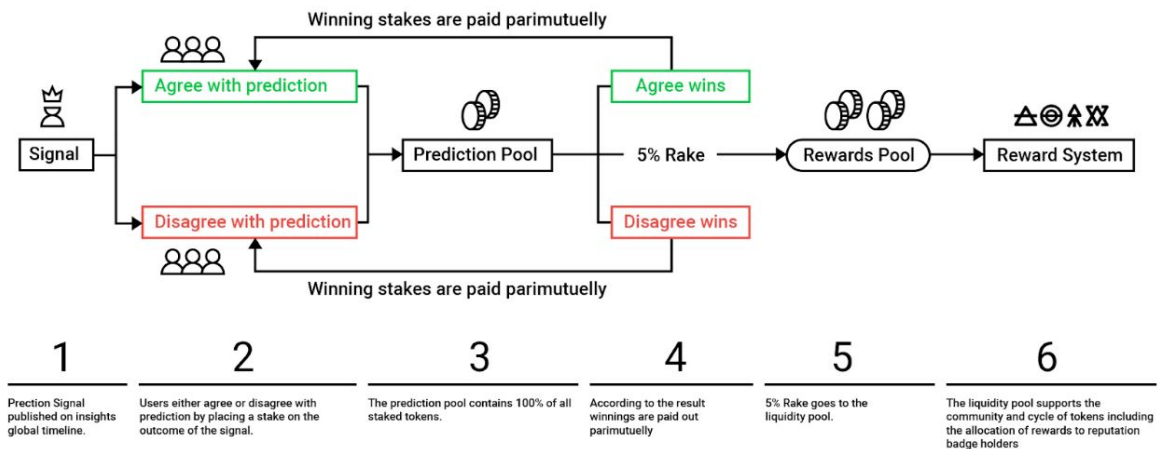 Winning stakes are paid parimutuelly
Agree with prediction
Agree wins
Signal
Prediction Pool
5% Rake
Rewards Pool
Reward System
Disagree with prediction
Disagree wins
Winning stakes are paid parimutuelly
1
Prection Signal
published on insights
global timeline.
2
Users either agree or disagree with
prediction by placing a stake on the
outcome of the signal.
3
The prediction pool contains 100% of all
staked tokens.
4
According to the result
winnings are paid out
parimutuelly
5
5% Rake goes to
the liquidity pool.
6
The liquidity pool supports the
community and cycle of tokens including
the allocation of rewards to reputation
badge holders